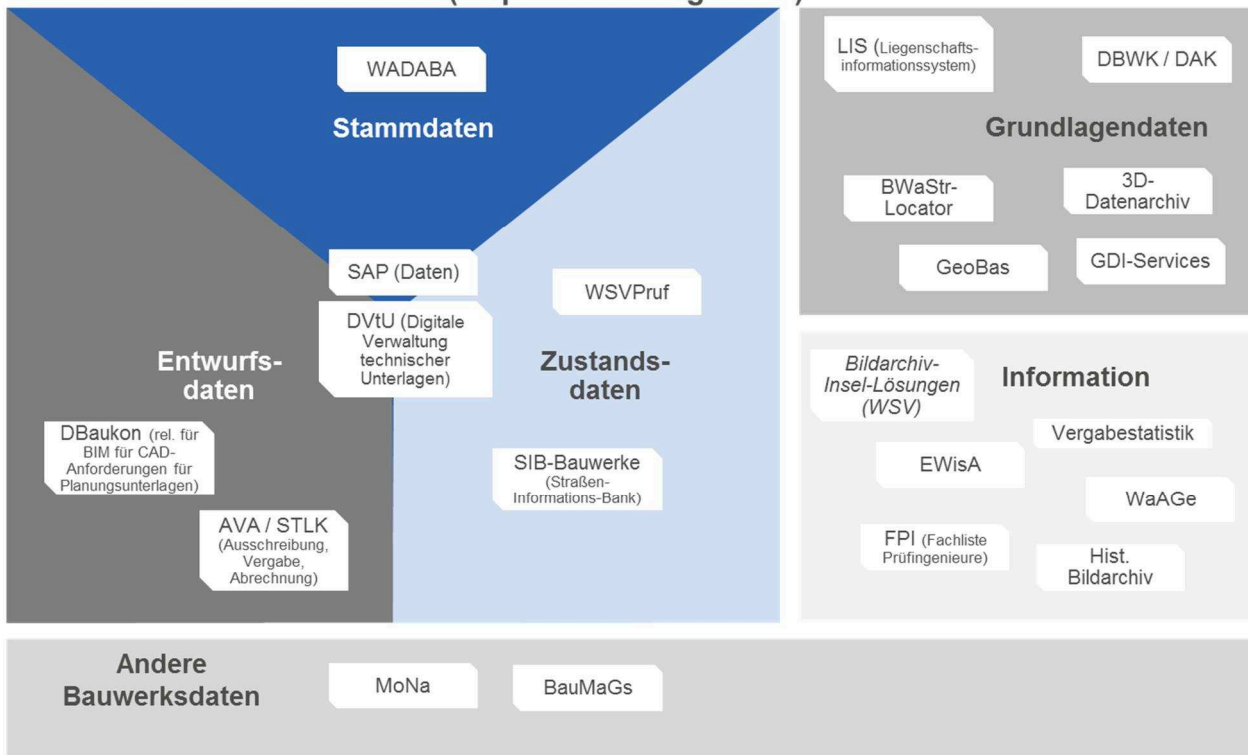 WADABA
Stammdaten
SAP (Daten)
DVtU (Digitale
Verwaltung
technischer
Unterlagen)
Entwurfs-
daten
DBaukon (rel. für
BIM für CAD-
Anforderungen für
Planungsunterlagen)
AVA / STLK
(Ausschreibung,
Vergabe,
Abrechnung)
WSVPruf
Zustands-
daten
SIB-Bauwerke
(Straßen-
Informations-Bank)
LIS (Liegenschafts-
informationssystem)
DBWK / DAK
Grundlagendaten
BWaStr-
Locator
3D-
Datenarchiv
GeoBas
GDI-Services
Bildarchiv-
Insel-Lösungen
(WSV)
Information
Vergabestatistik
EWisA
WaAGe
FPI (Fachliste
Prüfingenieure)
Hist.
Bildarchiv
Andere
Bauwerksdaten
MoNa
BauMaGs